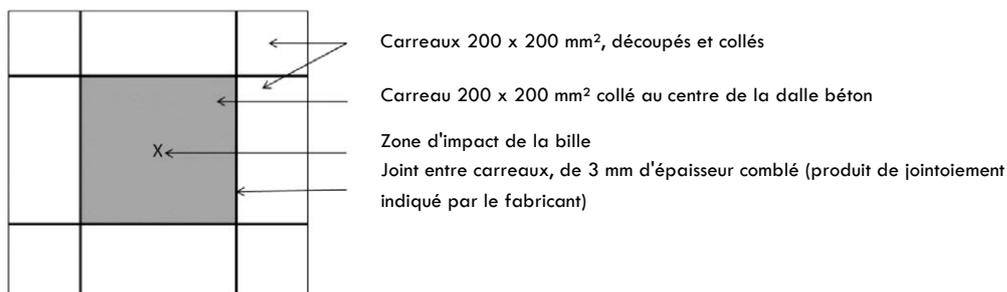 Carreaux 200 x 200 mm², découpés et collés
Carreau 200 x 200 mm² collé au centre de la dalle béton
X
Zone d'impact de la bille
Joint entre carreaux, de 3 mm d'épaisseur comblé (produit de jointoiement
indiqué par le fabricant)